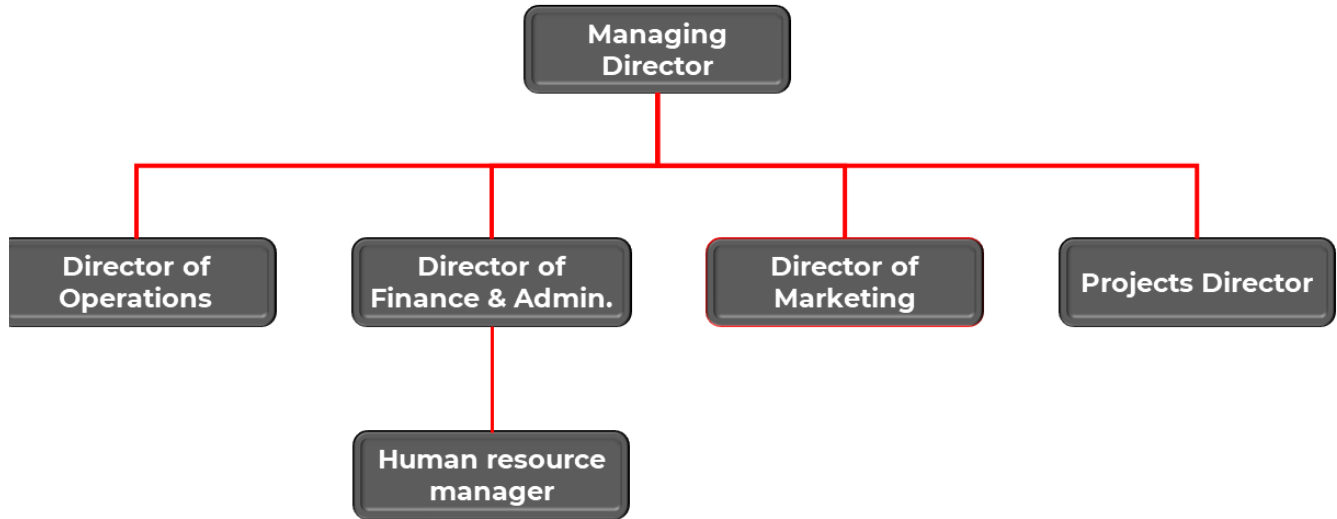 Managing
Director
Director of
Operations
Director of
Finance & Admin.
Director of
Marketing
Projects Director
Human resource
manager